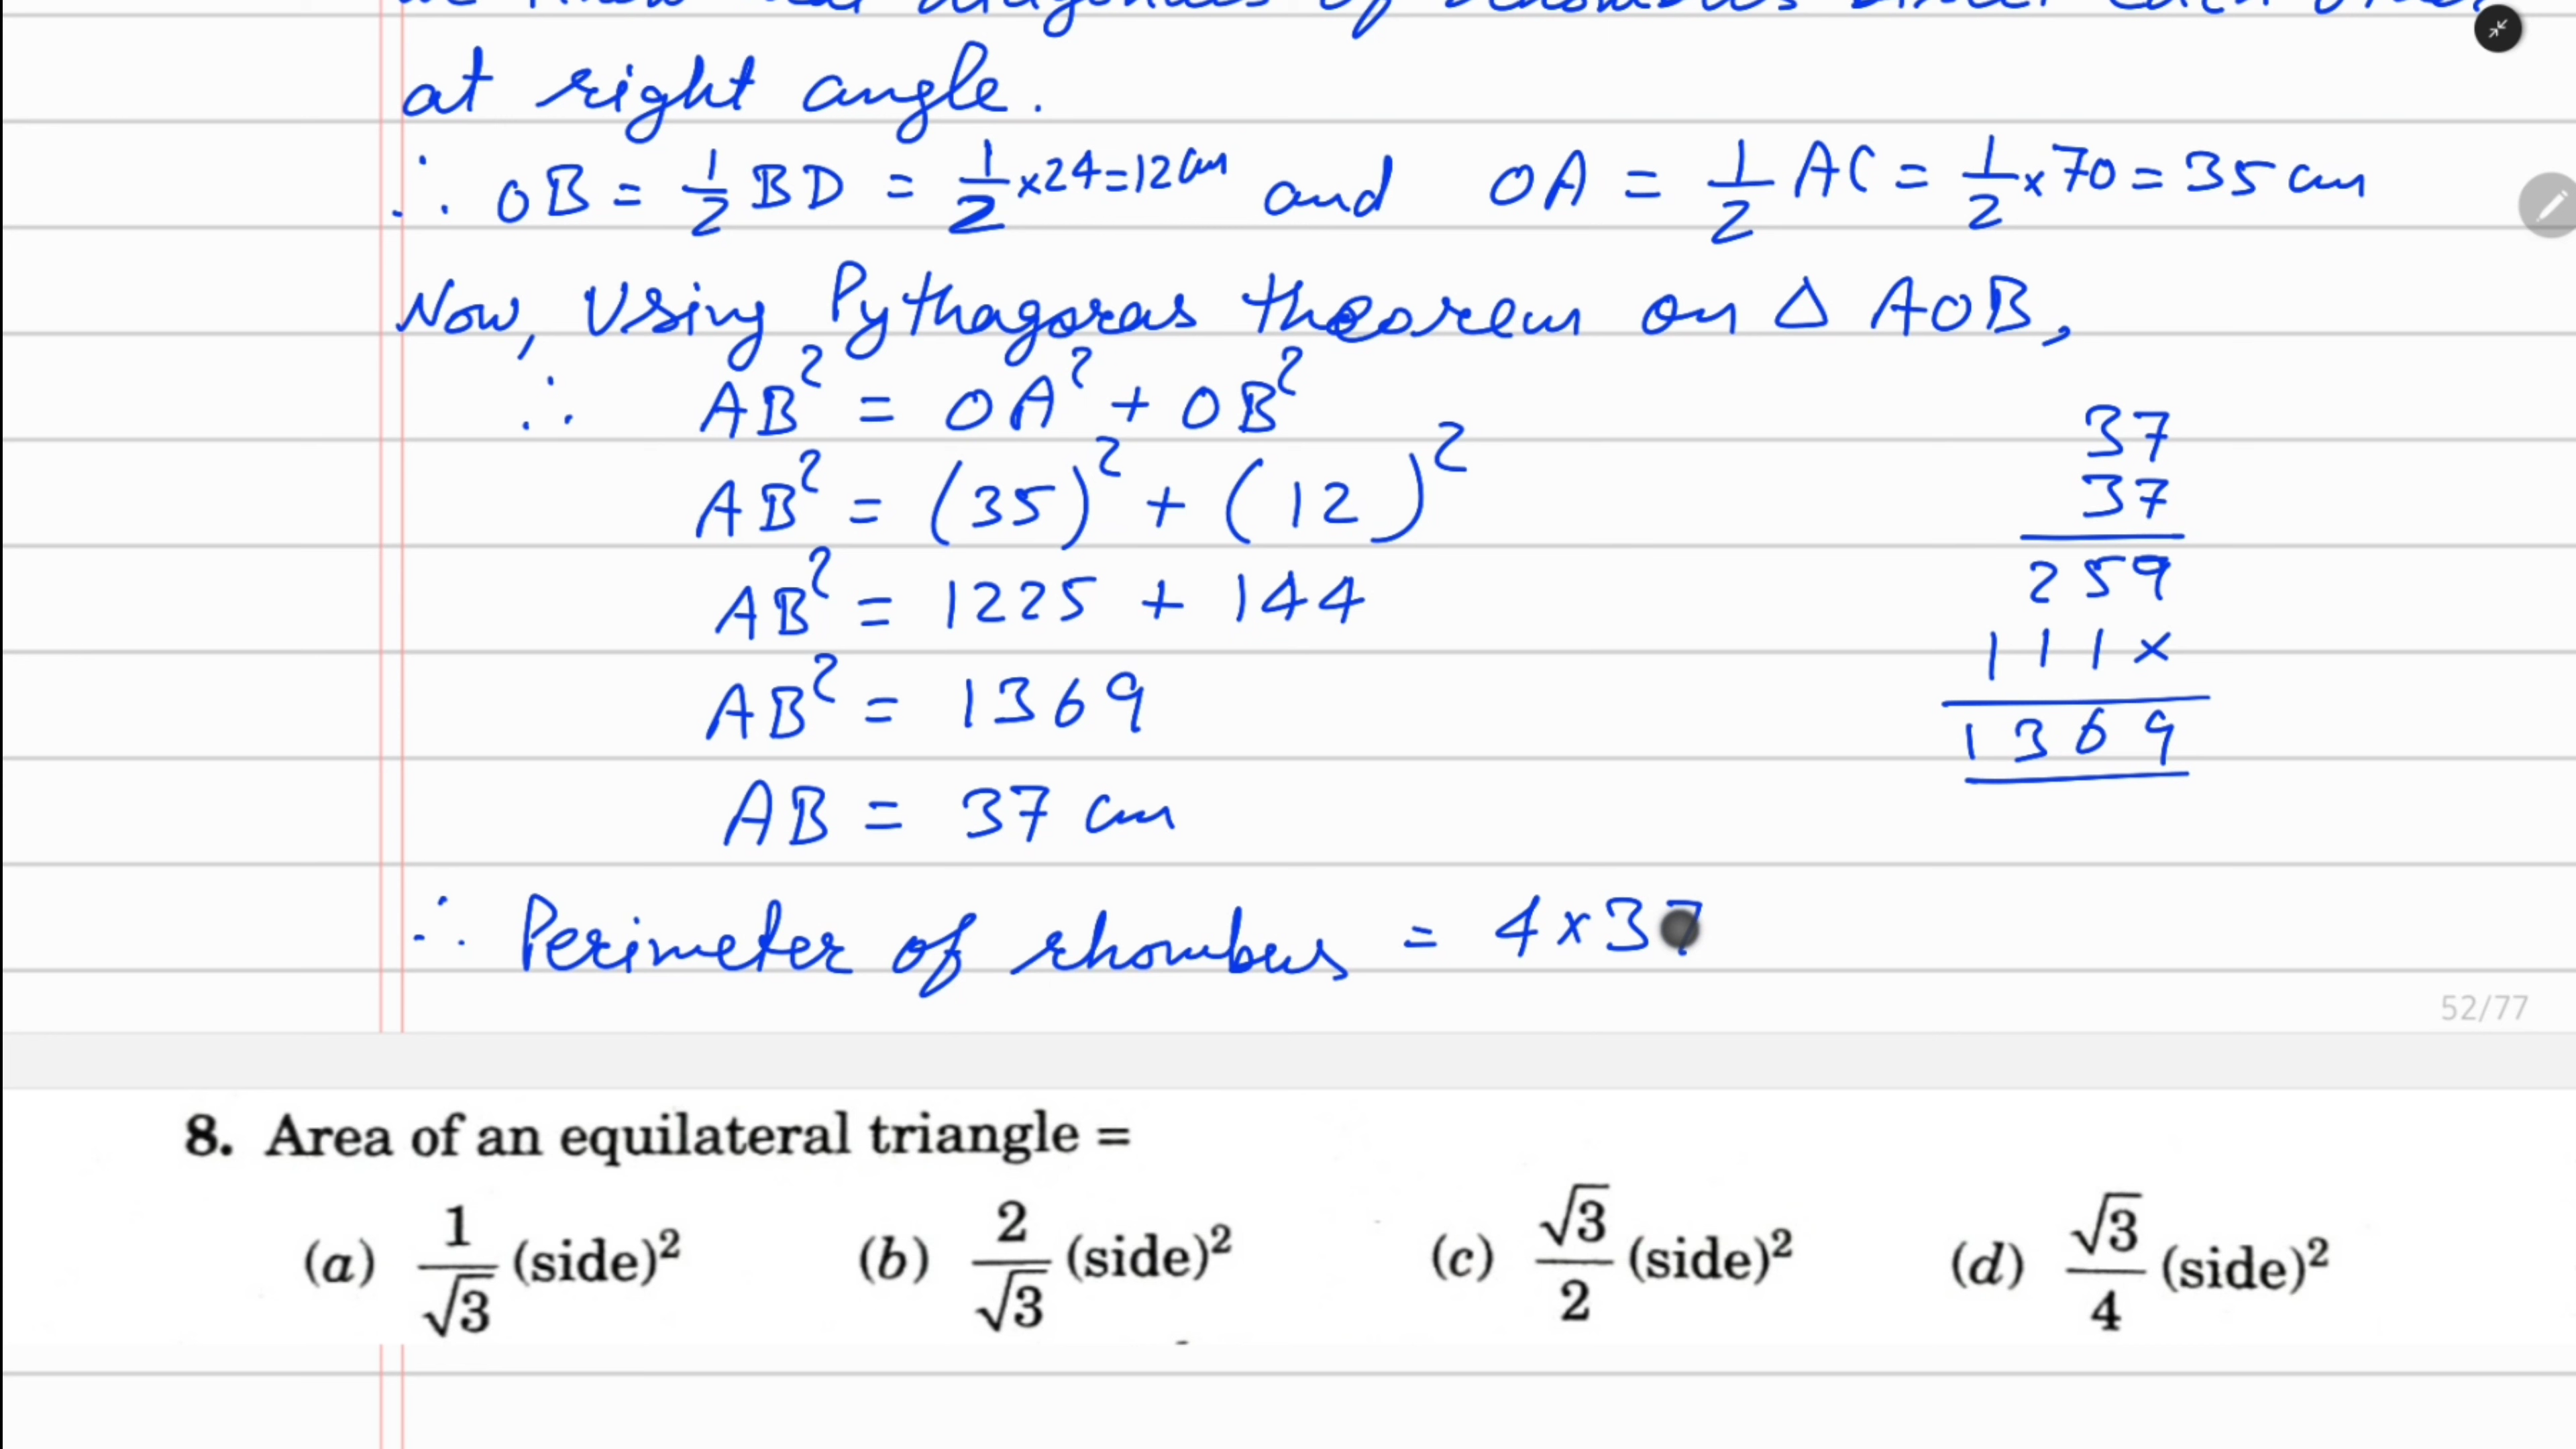 at right angle.
∴ OB = 1/2 BD = 1/2 × 24 = 12 cm and OA = 1/2 AC = 1/2 × 70 = 35 cm
Now, Using Pythagoras theorem on Δ AOB,
∴ AB² = OA² + OB²
AB² = (35)² + (12)²
AB² = 1225 + 144
AB² = 1369
AB = 37 cm
37
37
259
111×
1369
∴ Perimeter of rhombus = 4 × 37
52/77
8. Area of an equilateral triangle =
(a) 1/√3 (side)² (b) 2/√3 (side)² (c) √3/2 (side)² (d) √3/4 (side)²